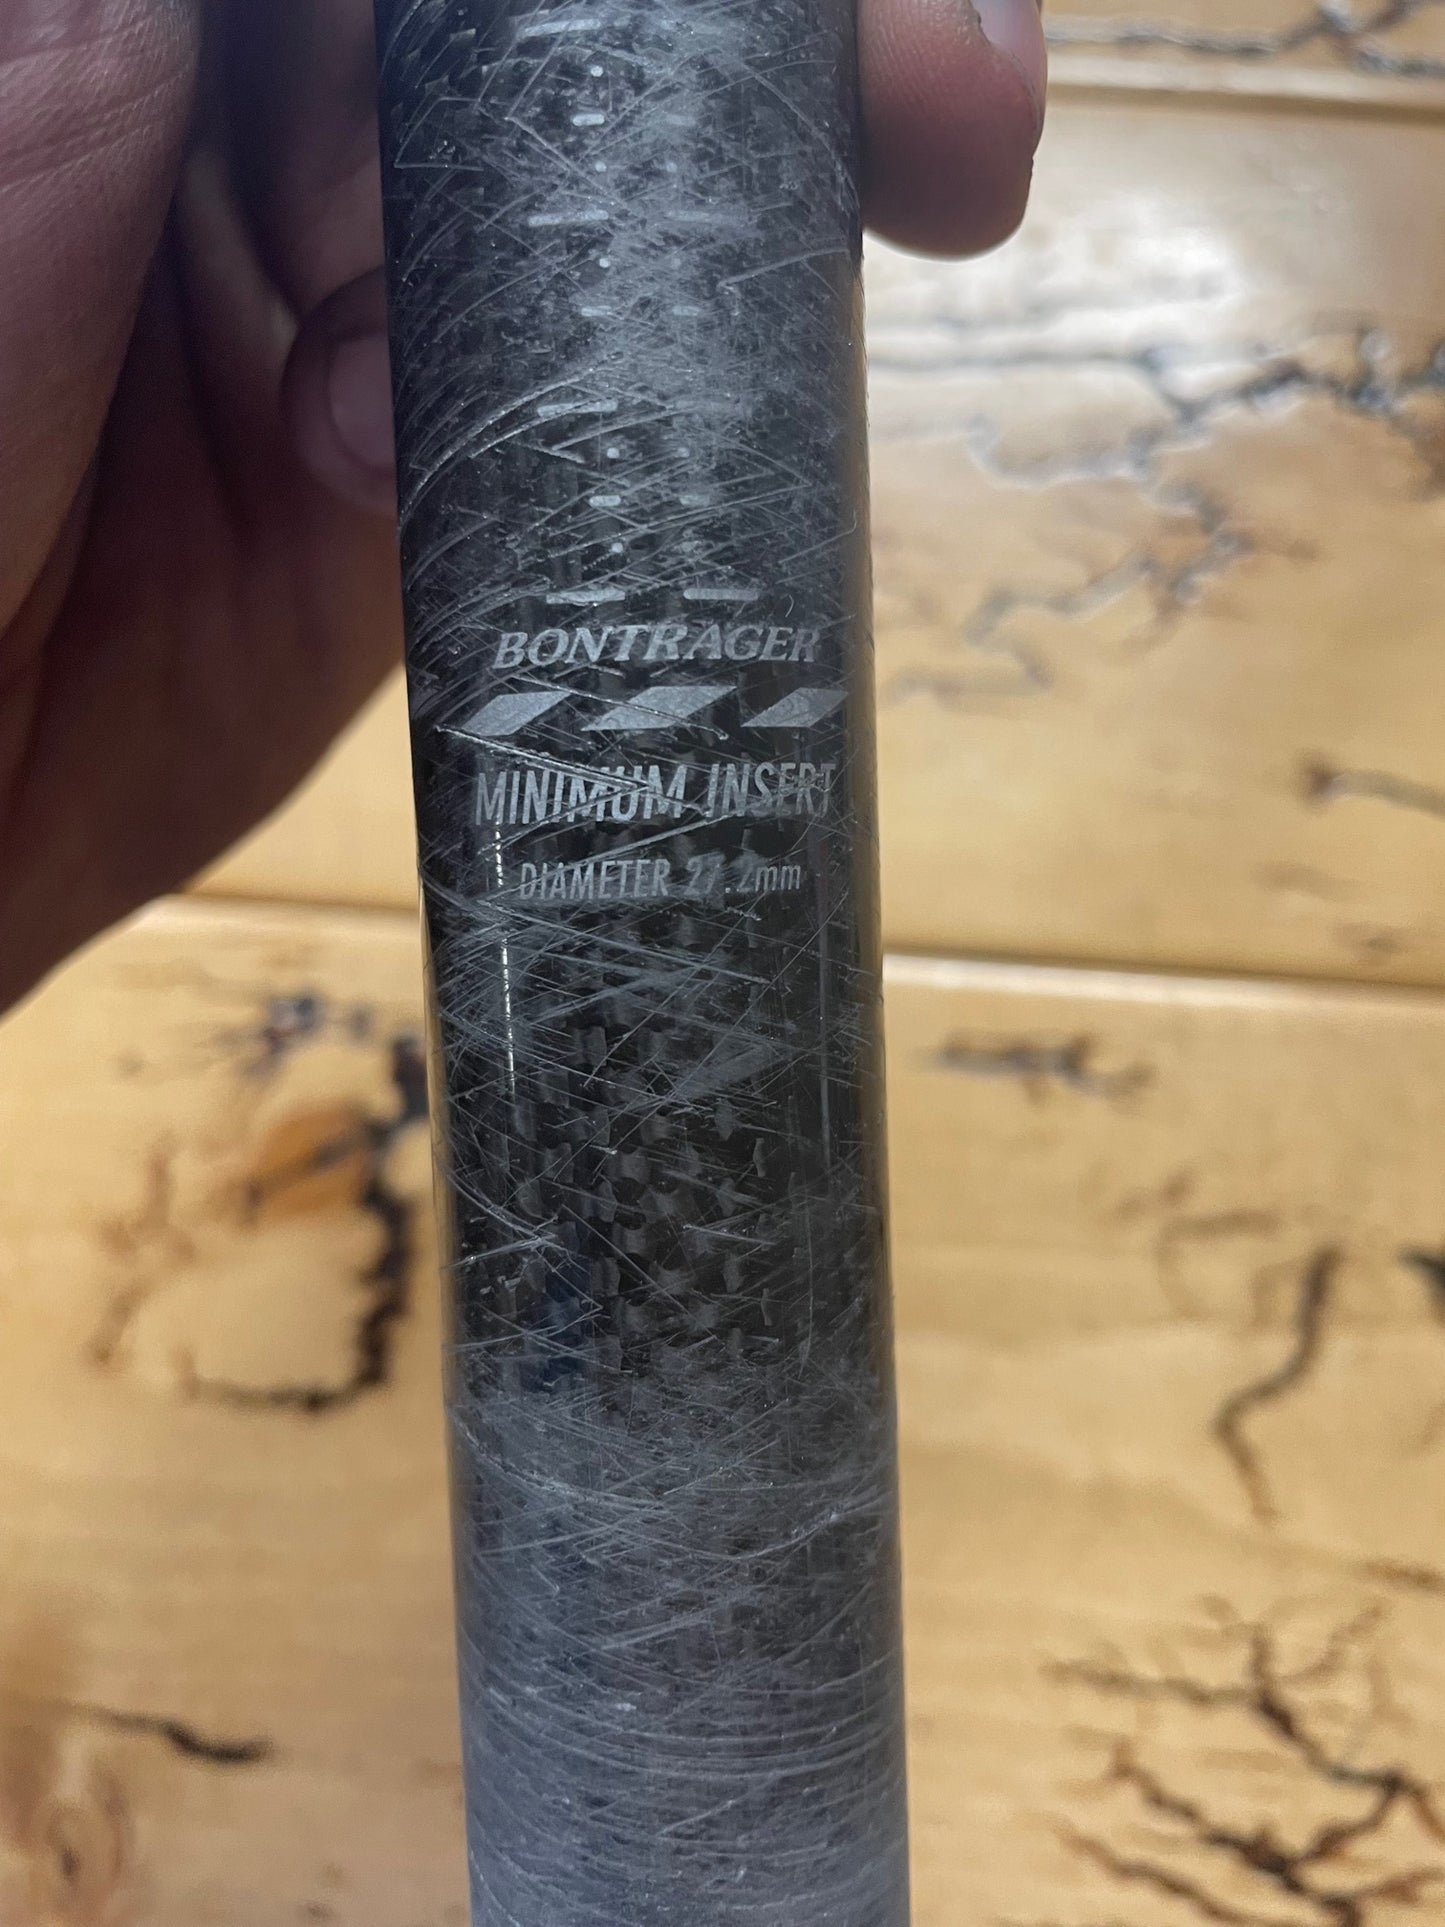 BONTRAGER
MINIMUM INSERT
DIAMETER 27.2mm